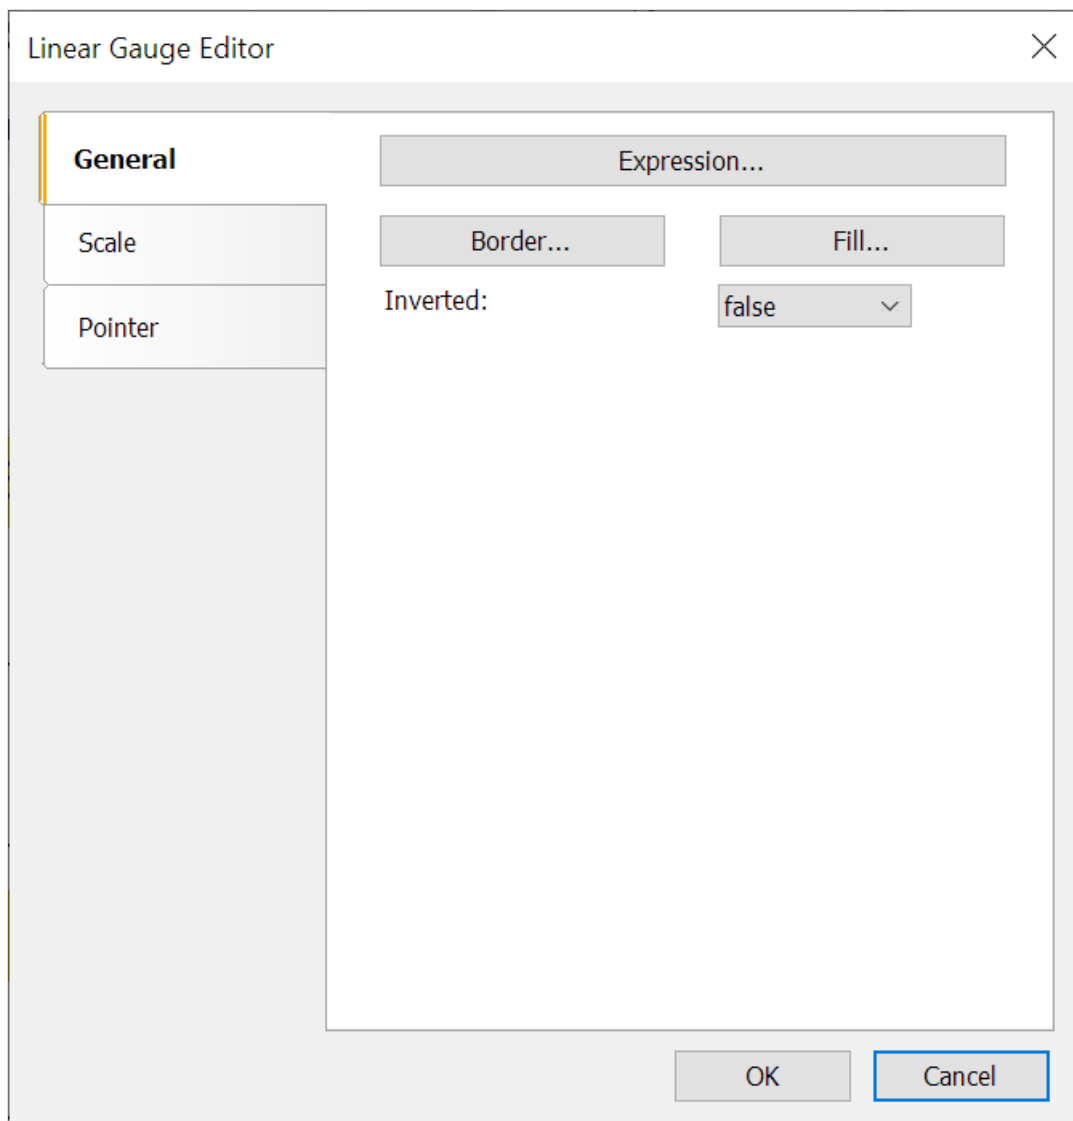 Linear Gauge Editor
General
Expression...
Scale
Border...
Fill...
Inverted:
false
Pointer
OK
Cancel